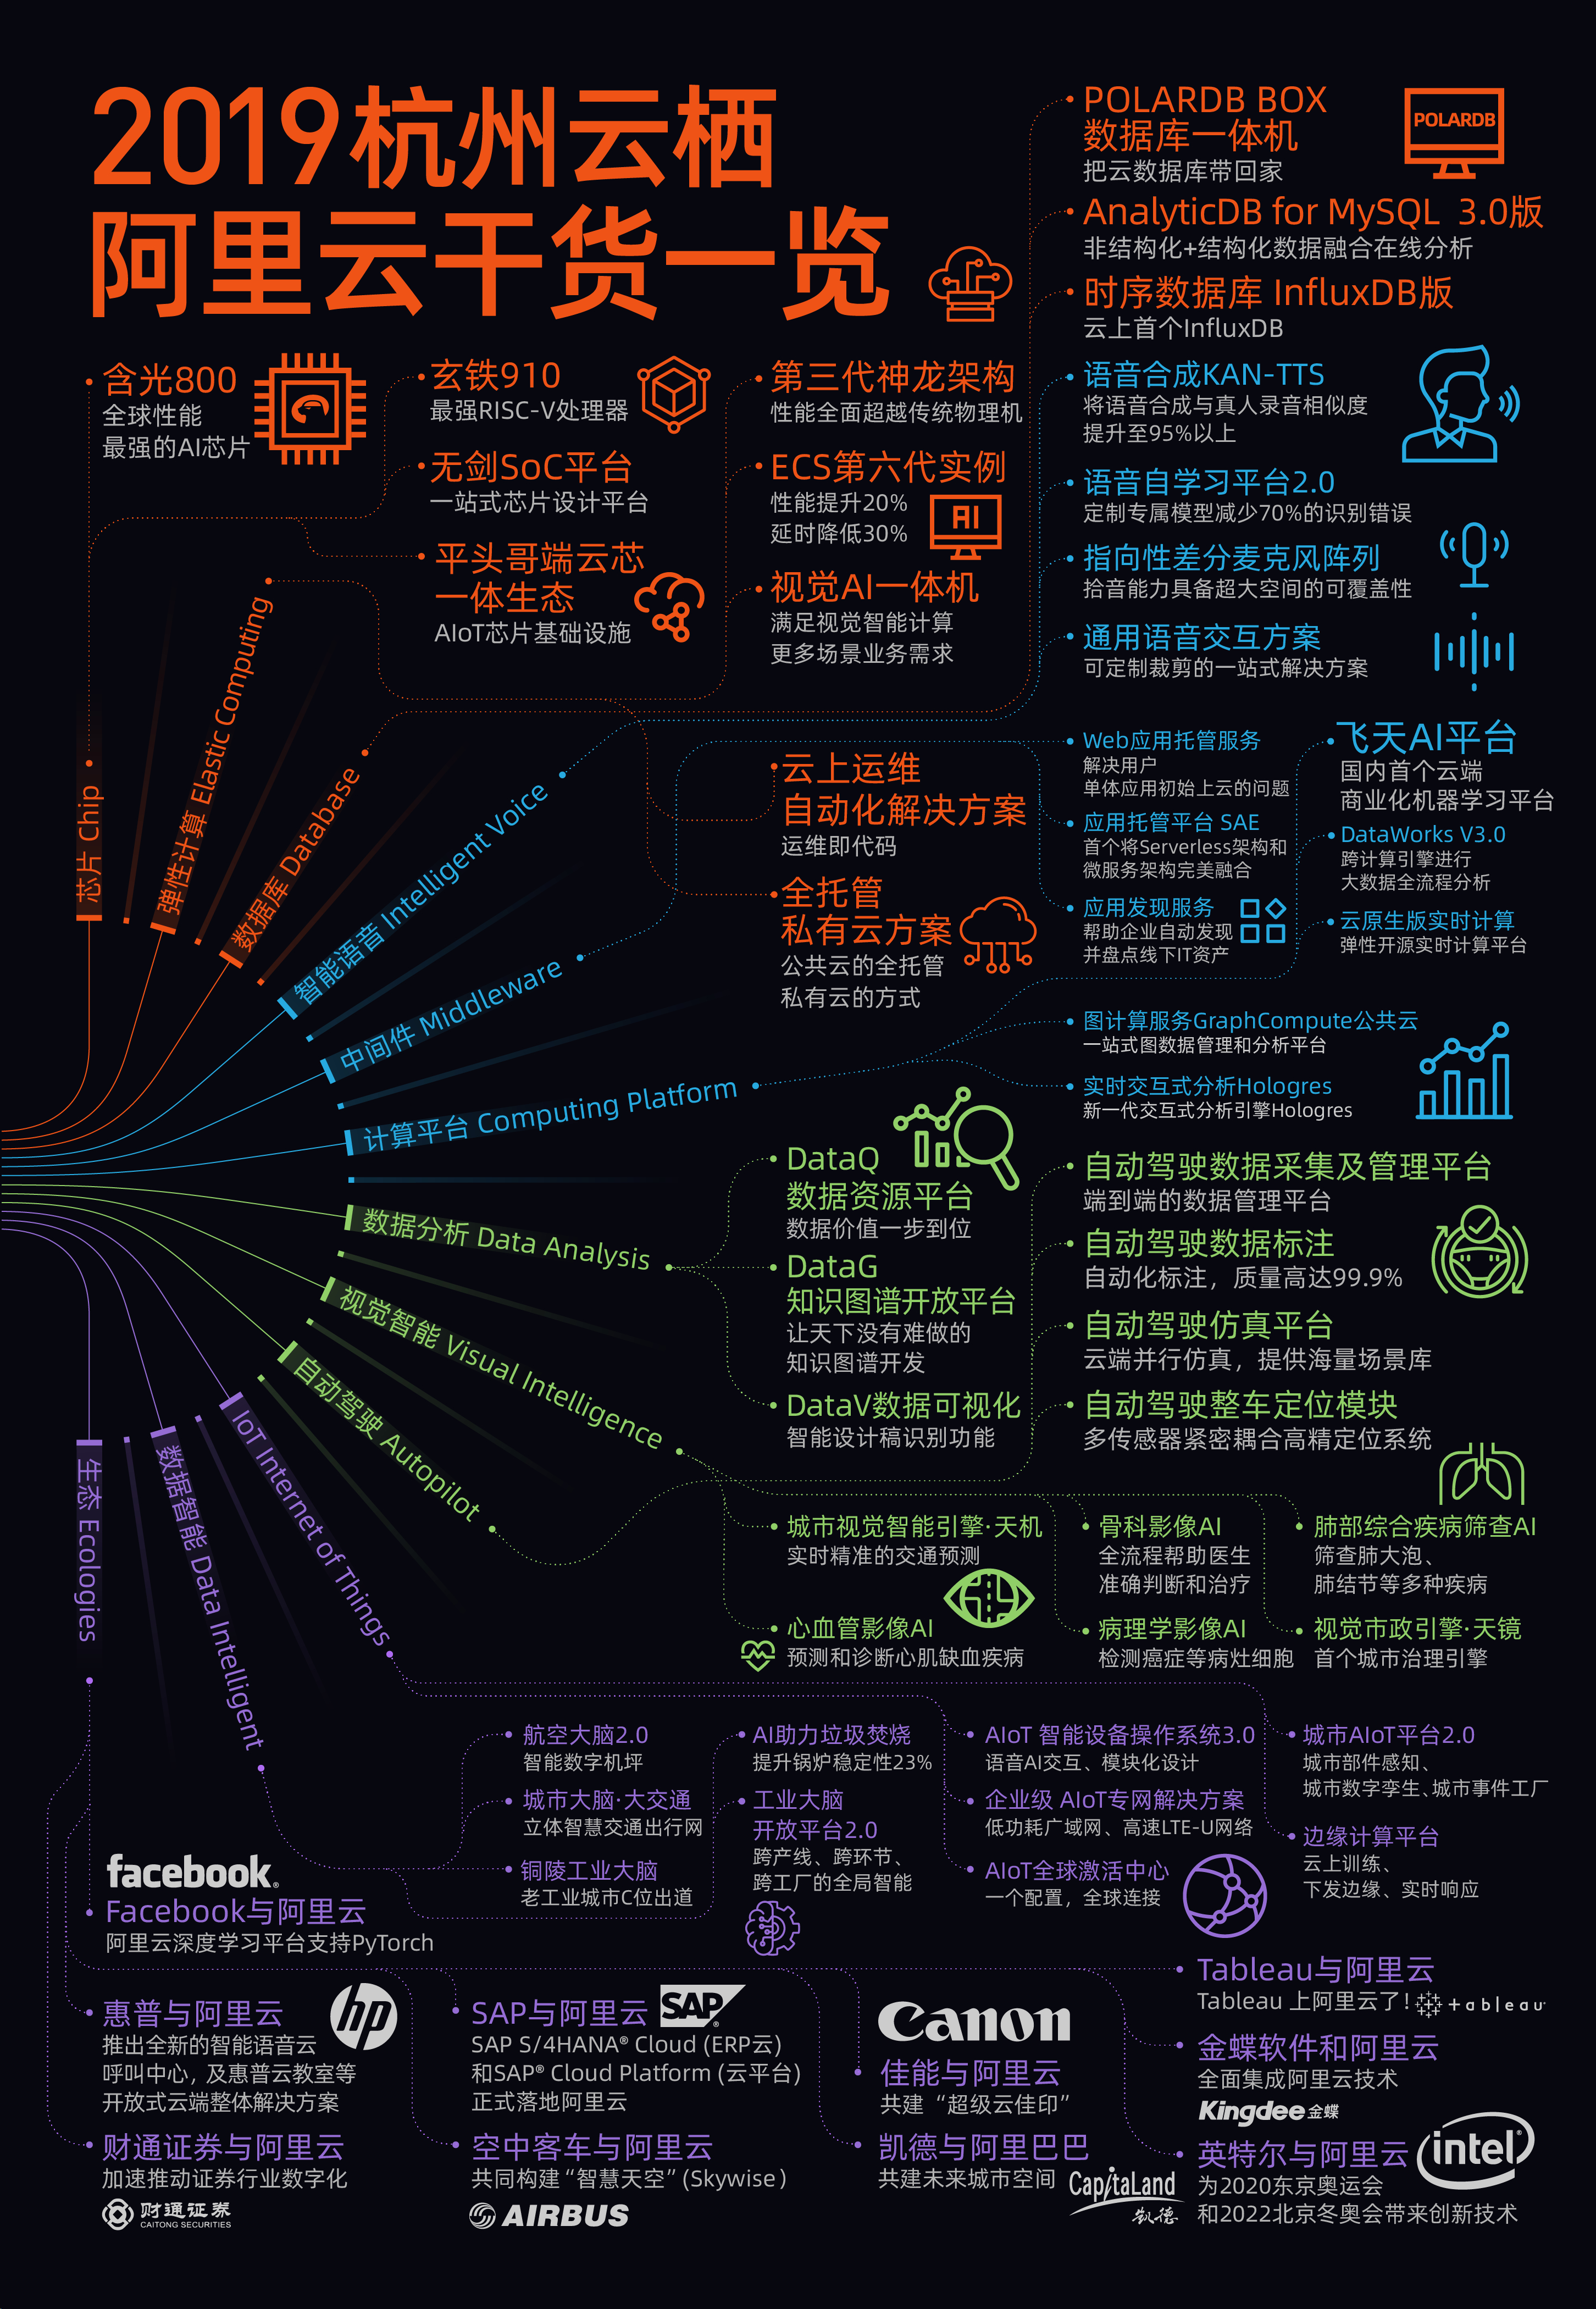 2019杭州云栖
阿里云干货一览
含光800
全球性能
最强的AI芯片
玄铁910
最强RISC-V处理器
无剑SoC平台
一站式芯片设计平台
平头哥端云芯
一体生态
AIoT芯片基础设施
第三代神龙架构
性能全面超越传统物理机
ECS第六代实例
性能提升20%
延时降低30%
AI
视觉AI一体机
满足视觉智能计算
更多场景业务需求
云上运维
自动化解决方案
运维即代码
全托管
私有云方案
公共云的全托管
私有云的方式
POLARDB BOX
数据库一体机
把云数据库带回家
POLARDB
AnalyticDB for MySQL 3.0版
非结构化+结构化数据融合在线分析
时序数据库 InfluxDB版
云上首个InfluxDB
语音合成KAN-TTS
将语音合成与真人录音相似度
提升至95%以上
语音自学习平台2.0
定制专属模型减少70%的识别错误
指向性差分麦克风阵列
拾音能力具备超大空间的可覆盖性
通用语音交互方案
可定制裁剪的一站式解决方案
Web应用托管服务
解决用户
单体应用初始上云的问题
应用托管平台 SAE
首个将Serverless架构和
微服务架构完美融合
应用发现服务
帮助企业自动发现
并盘点线下IT资产
飞天AI平台
国内首个云端
商业化机器学习平台
DataWorks V3.0
跨计算引擎进行
大数据全流程分析
云原生版实时计算
弹性开源实时计算平台
图计算服务GraphCompute公共云
一站式图数据管理和分析平台
实时交互式分析Hologres
新一代交互式分析引擎Hologres
芯片 Chip
弹性计算 Elastic Computing
数据库 Database
智能语音 Intelligent Voice
中间件 Middleware
计算平台 Computing Platform
数据分析 Data Analysis
视觉智能 Visual Intelligence
自动驾驶 Autopilot
IoT Internet of Things
数据智能 Data Intelligent
生态 Ecologies
DataQ
数据资源平台
数据价值一步到位
DataG
知识图谱开放平台
让天下没有难做的
知识图谱开发
DataV数据可视化
智能设计稿识别功能
自动驾驶数据采集及管理平台
端到端的数据管理平台
自动驾驶数据标注
自动化标注，质量高达99.9%
自动驾驶仿真平台
云端并行仿真，提供海量场景库
自动驾驶整车定位模块
多传感器紧密耦合高精定位系统
城市视觉智能引擎·天机
实时精准的交通预测
心血管影像AI
预测和诊断心肌缺血疾病
骨科影像AI
全流程帮助医生
准确判断和治疗
病理学影像AI
检测癌症等病灶细胞
肺部综合疾病筛查AI
筛查肺大泡、
肺结节等多种疾病
视觉市政引擎·天镜
首个城市治理引擎
航空大脑2.0
智能数字机坪
城市大脑·大交通
立体智慧交通出行网
铜陵工业大脑
老工业城市C位出道
AI助力垃圾焚烧
提升锅炉稳定性23%
工业大脑
开放平台2.0
跨产线、跨环节、
跨工厂的全局智能
AIoT 智能设备操作系统3.0
语音AI交互、模块化设计
企业级 AIoT专网解决方案
低功耗广域网、高速LTE-U网络
AIoT全球激活中心
一个配置，全球连接
城市AIoT平台2.0
城市部件感知、
城市数字孪生、城市事件工厂
边缘计算平台
云上训练、
下发边缘、实时响应
facebook®
Facebook与阿里云
阿里云深度学习平台支持PyTorch
惠普与阿里云
hp
推出全新的智能语音云
呼叫中心，及惠普云教室等
开放式云端整体解决方案
财通证券与阿里云
加速推动证券行业数字化
财通证券
CAITONG SECURITIES
SAP与阿里云
SAP®
SAP S/4HANA® Cloud (ERP云)
和SAP® Cloud Platform (云平台)
正式落地阿里云
空中客车与阿里云
共同构建“智慧天空”(Skywise)
AIRBUS
Canon
佳能与阿里云
共建“超级云佳印”
凯德与阿里巴巴
共建未来城市空间
CapitaLand
凯德
Tableau与阿里云
Tableau 上阿里云了!
+ableau
金蝶软件和阿里云
全面集成阿里云技术
Kingdee金蝶
英特尔与阿里云
intel®
为2020东京奥运会
和2022北京冬奥会带来创新技术